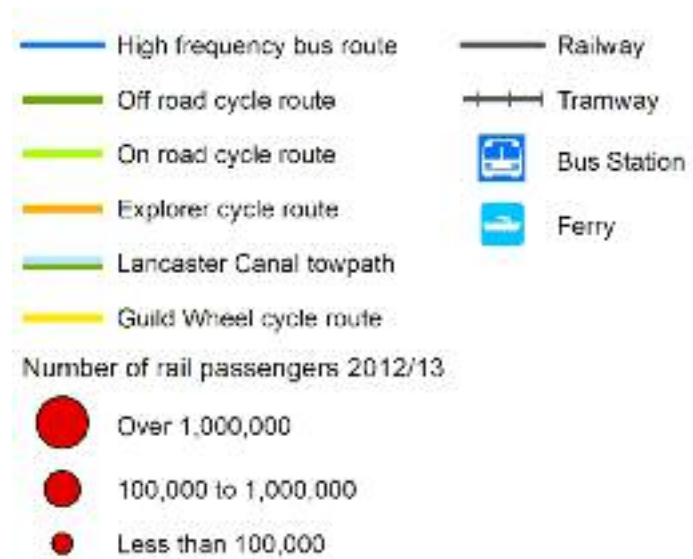 High frequency bus route
Off road cycle route
On road cycle route
Explorer cycle route
Lancaster Canal towpath
Guild Wheel cycle route
Railway
Tramway
Bus Station
Ferry
Number of rail passengers 2012/13
Over 1,000,000
100,000 to 1,000,000
Less than 100,000